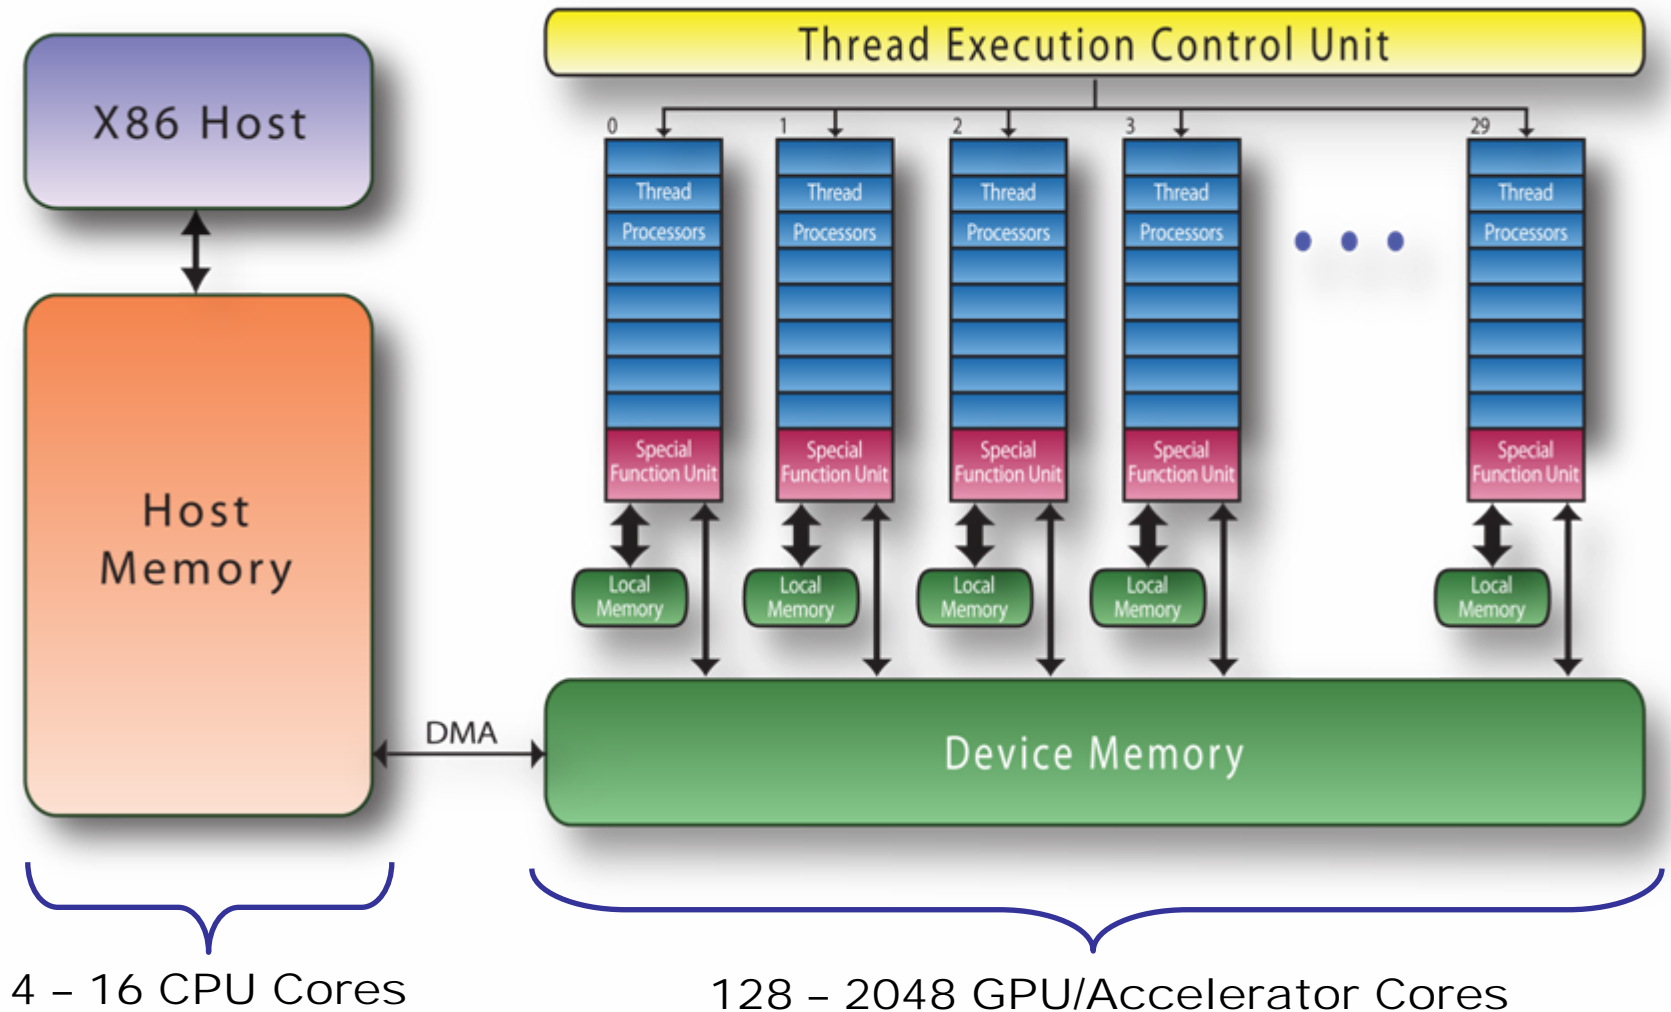 Thread Execution Control Unit
X86 Host
0
1
2
3
29
Thread
Processors
Thread
Processors
Thread
Processors
Thread
Processors
Thread
Processors
Special
Function Unit
Special
Function Unit
Special
Function Unit
Special
Function Unit
Special
Function Unit
Host
Memory
Local
Memory
Local
Memory
Local
Memory
Local
Memory
Local
Memory
DMA
Device Memory
4 – 16 CPU Cores
128 – 2048 GPU/Accelerator Cores